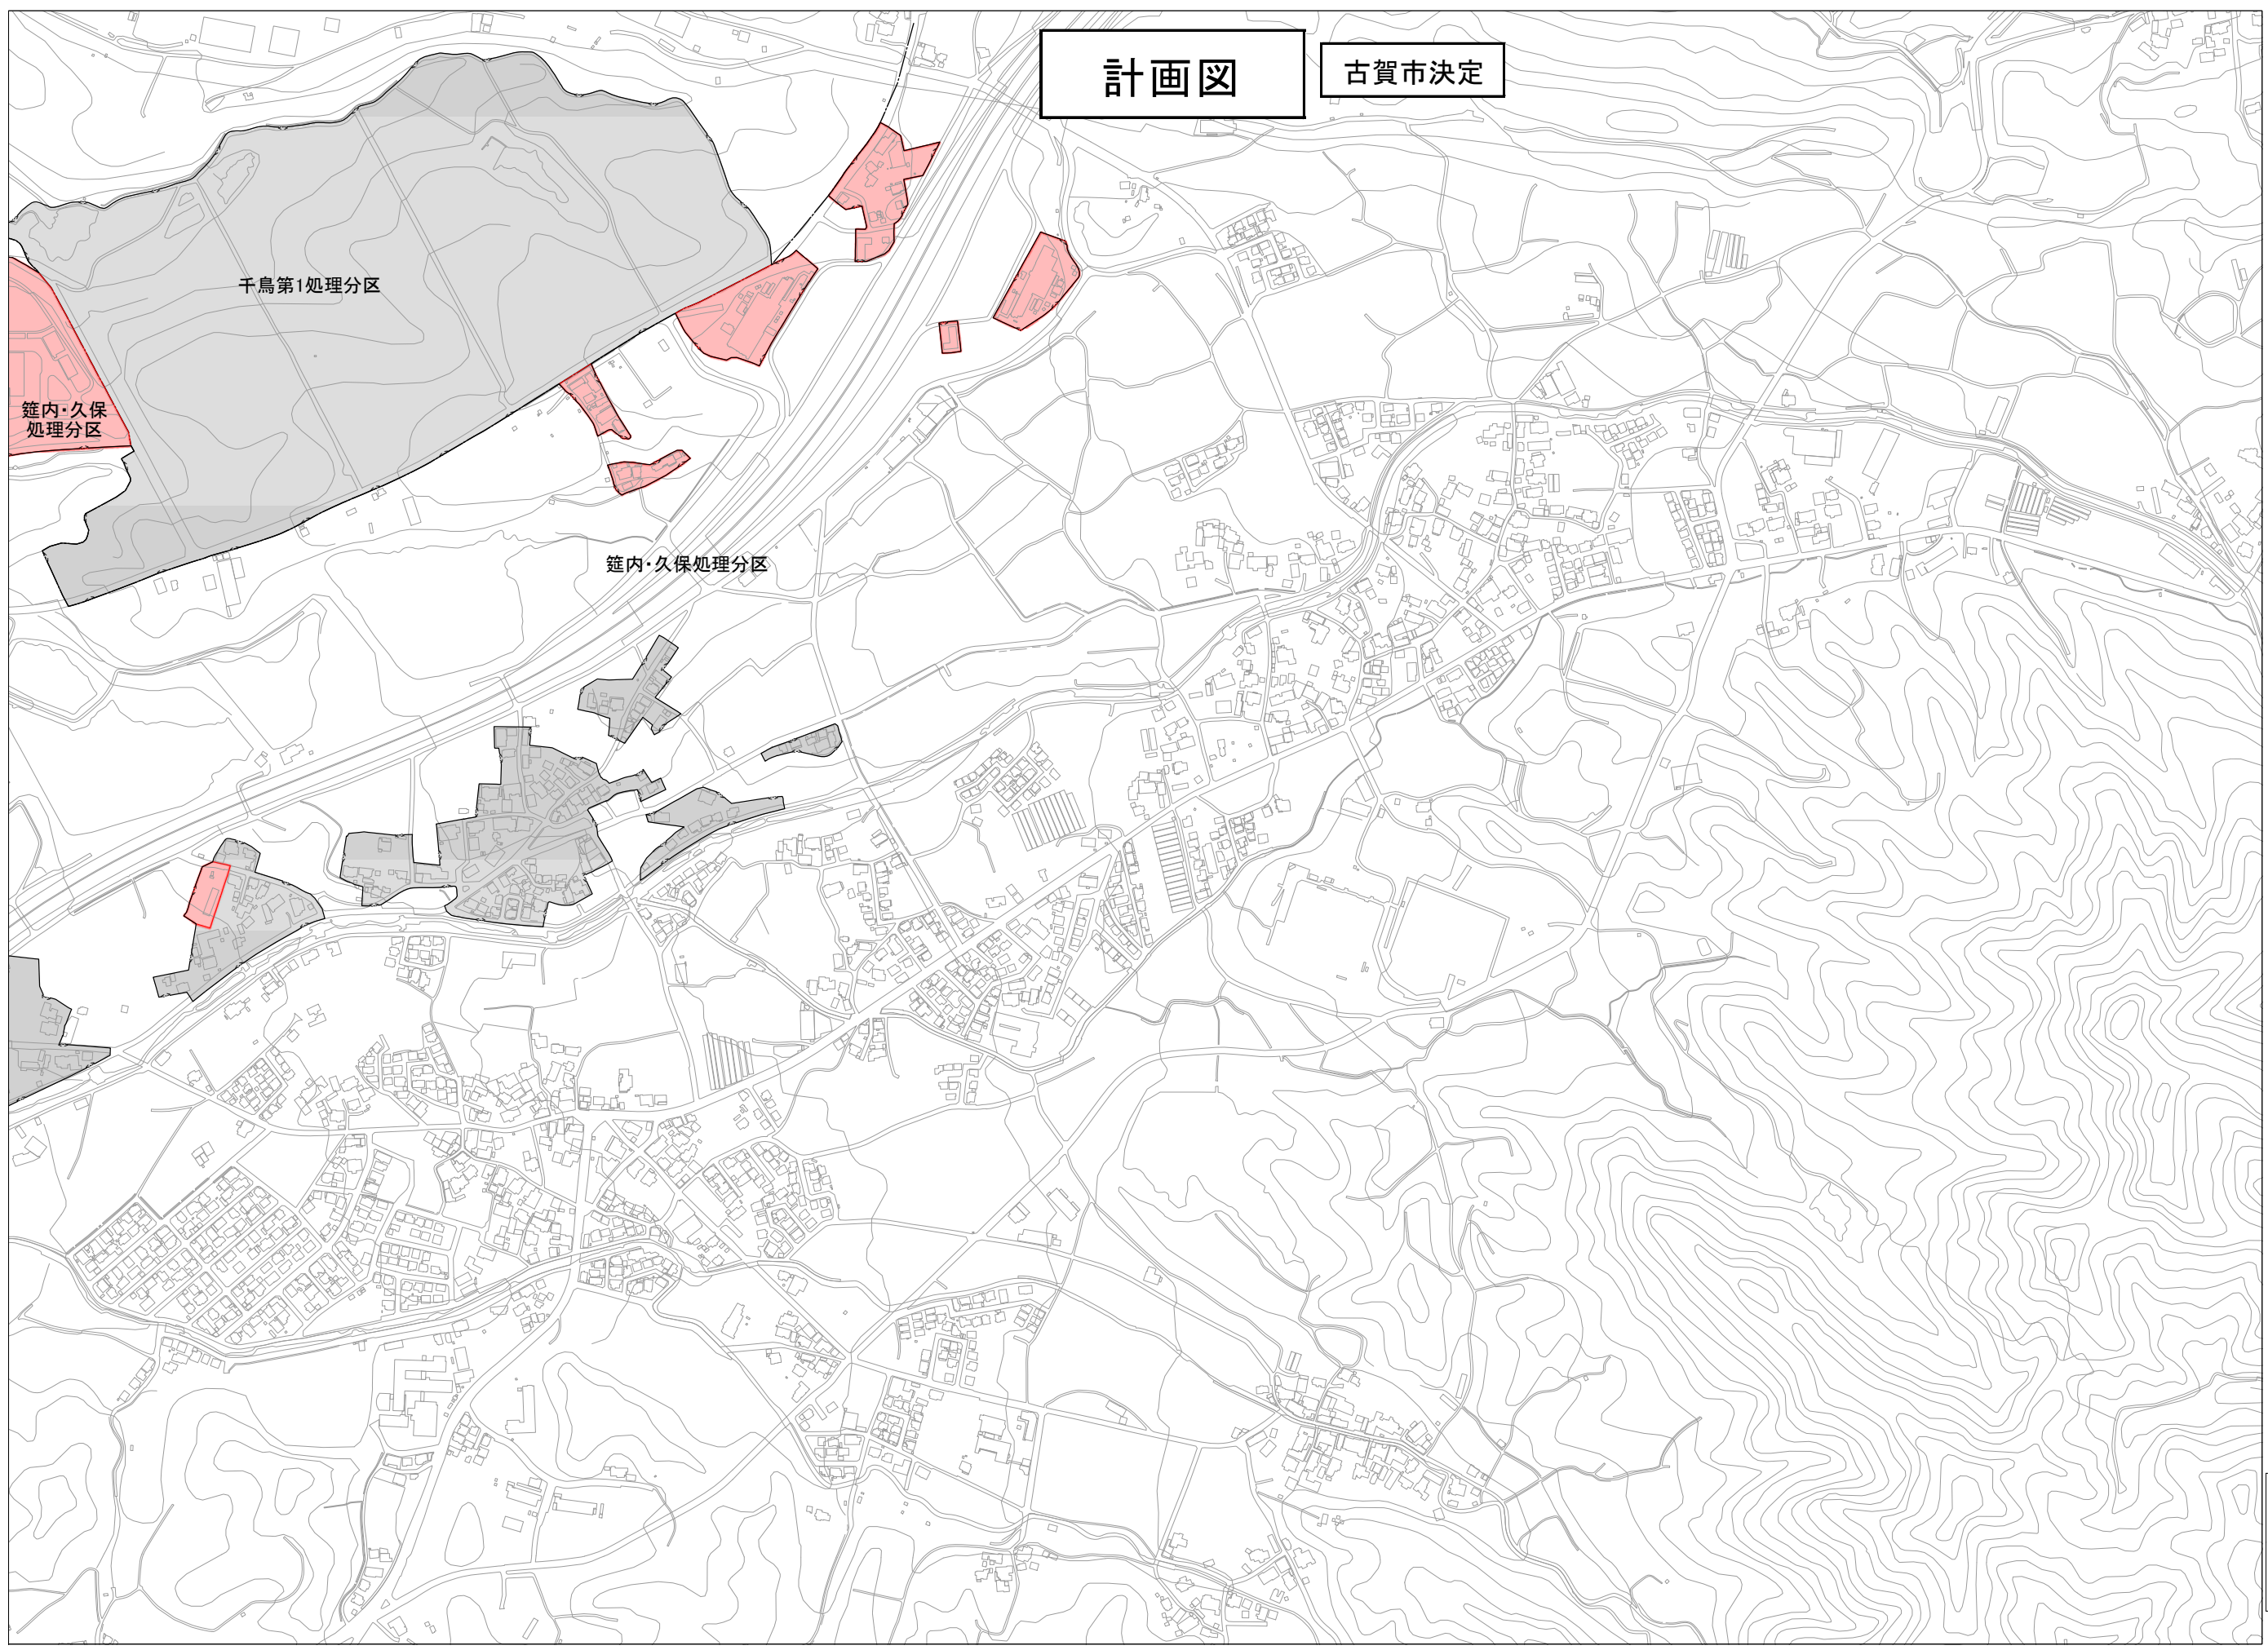 計画図
古賀市決定
千鳥第1処理分区
筵内・久保
処理分区
筵内・久保処理分区